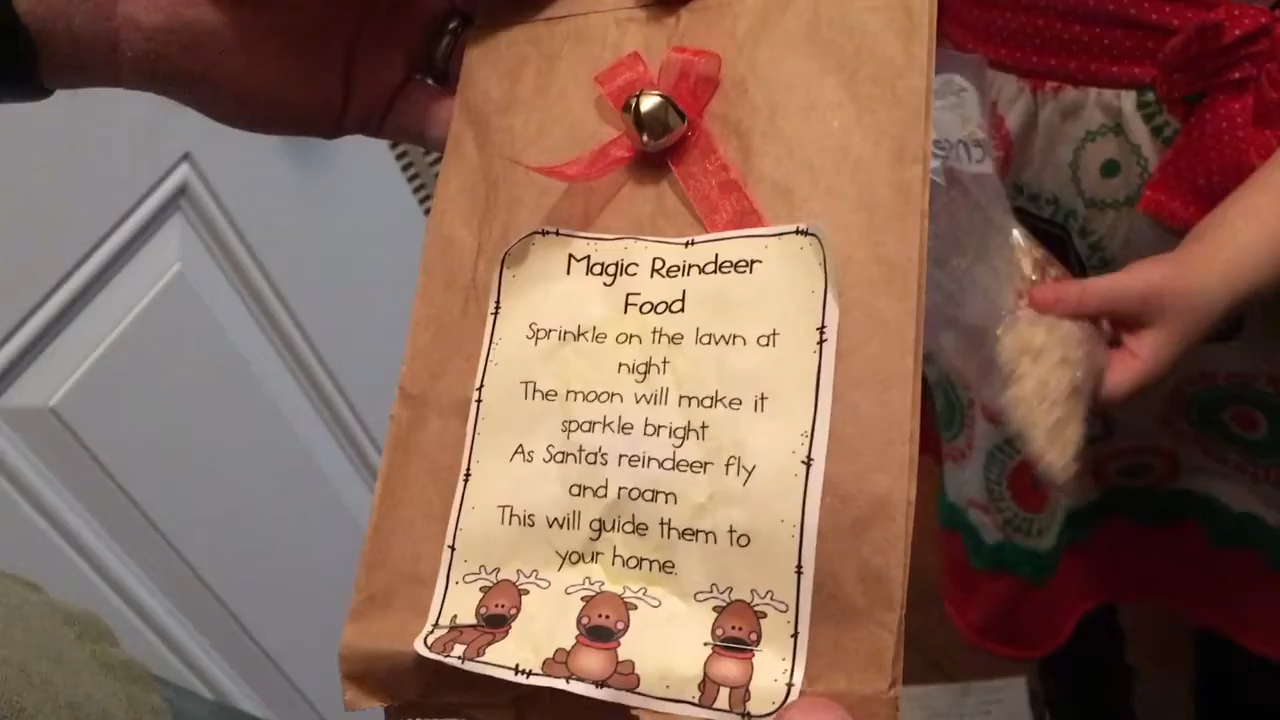 Magic Reindeer
Food
Sprinkle on the lawn at
night
The moon will make it
sparkle bright
As Santa's reindeer fly
and roam
This will guide them to
your home.